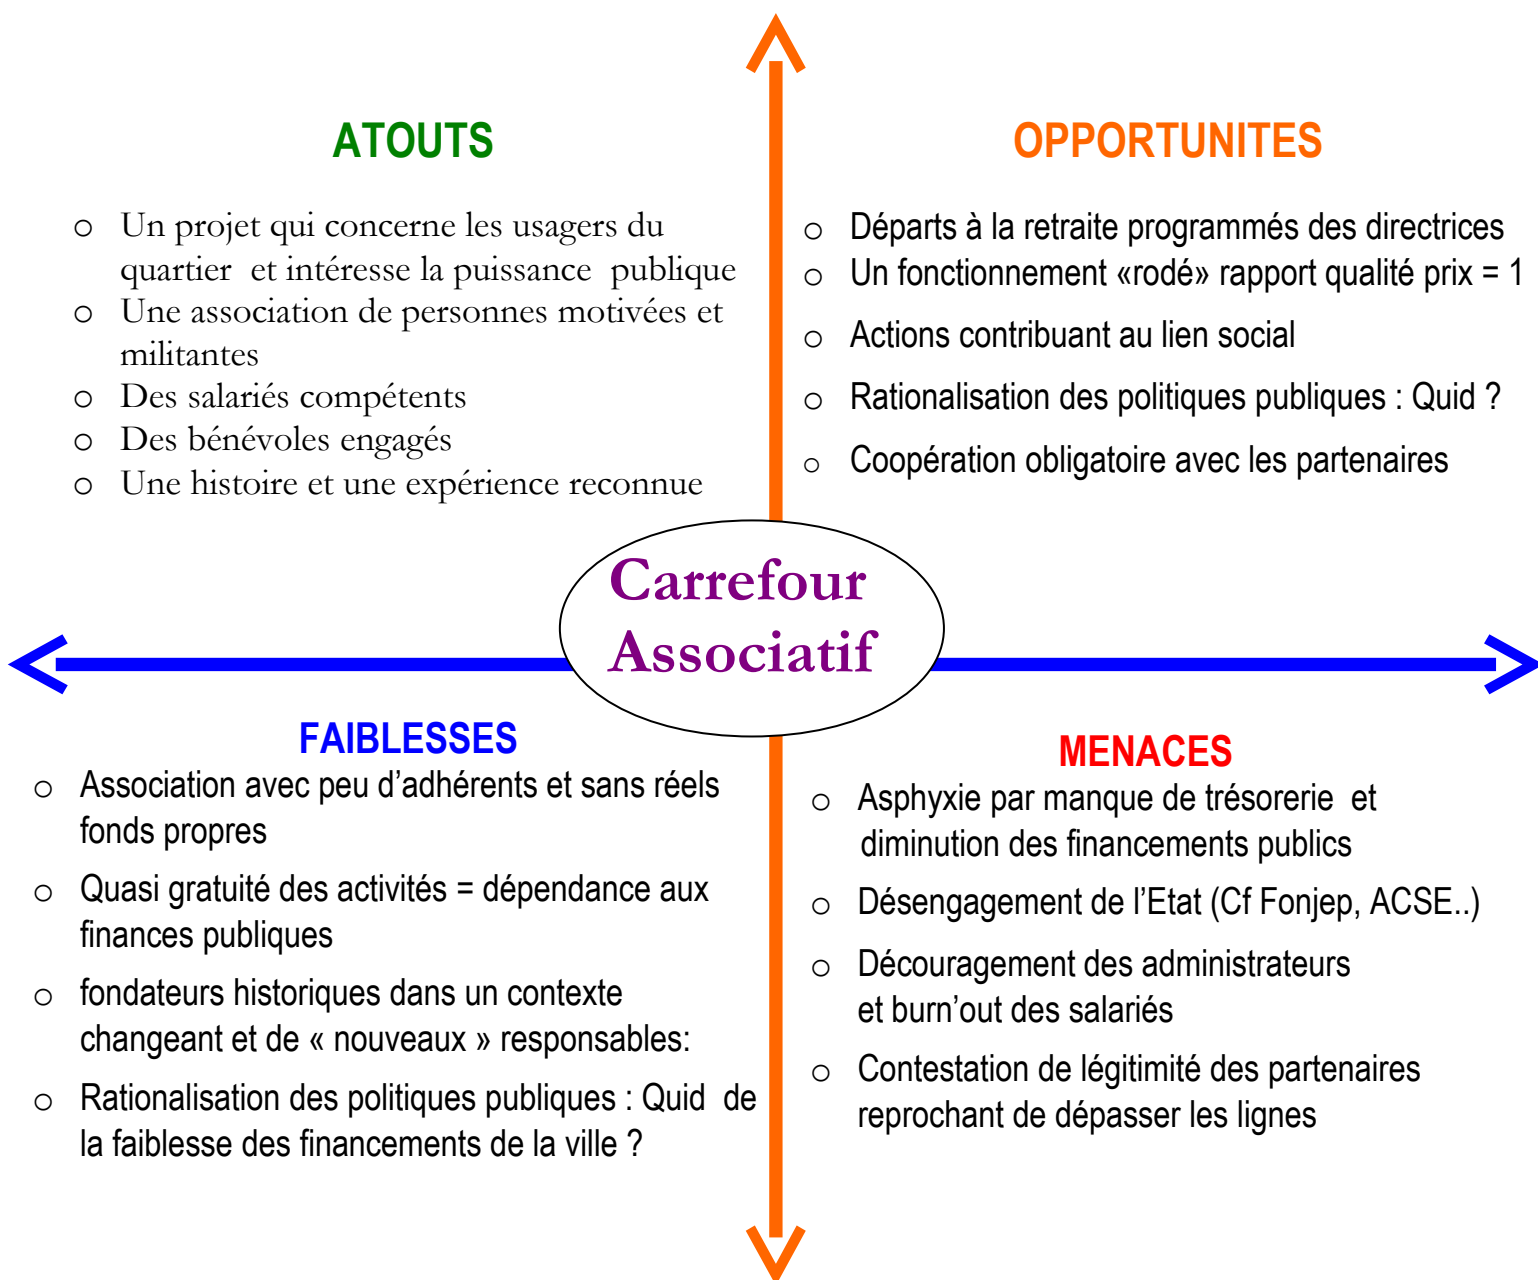 ATOUTS
o Un projet qui concerne les usagers du
quartier et intéresse la puissance publique
o Une association de personnes motivées et
militantes
o Des salariés compétents
o Des bénévoles engagés
o Une histoire et une expérience reconnue
OPPORTUNITES
o Départs à la retraite programmés des directrices
o Un fonctionnement «rodé» rapport qualité prix = 1
o Actions contribuant au lien social
o Rationalisation des politiques publiques : Quid ?
o Coopération obligatoire avec les partenaires
Carrefour
Associatif
FAIBLESSES
o Association avec peu d’adhérents et sans réels
fonds propres
o Quasi gratuité des activités = dépendance aux
finances publiques
o fondateurs historiques dans un contexte
changeant et de « nouveaux » responsables:
o Rationalisation des politiques publiques : Quid de
la faiblesse des financements de la ville ?
MENACES
o Asphyxie par manque de trésorerie et
diminution des financements publics
o Désengagement de l’Etat (Cf Fonjep, ACSE..)
o Découragement des administrateurs
et burn’out des salariés
o Contestation de légitimité des partenaires
reprochant de dépasser les lignes